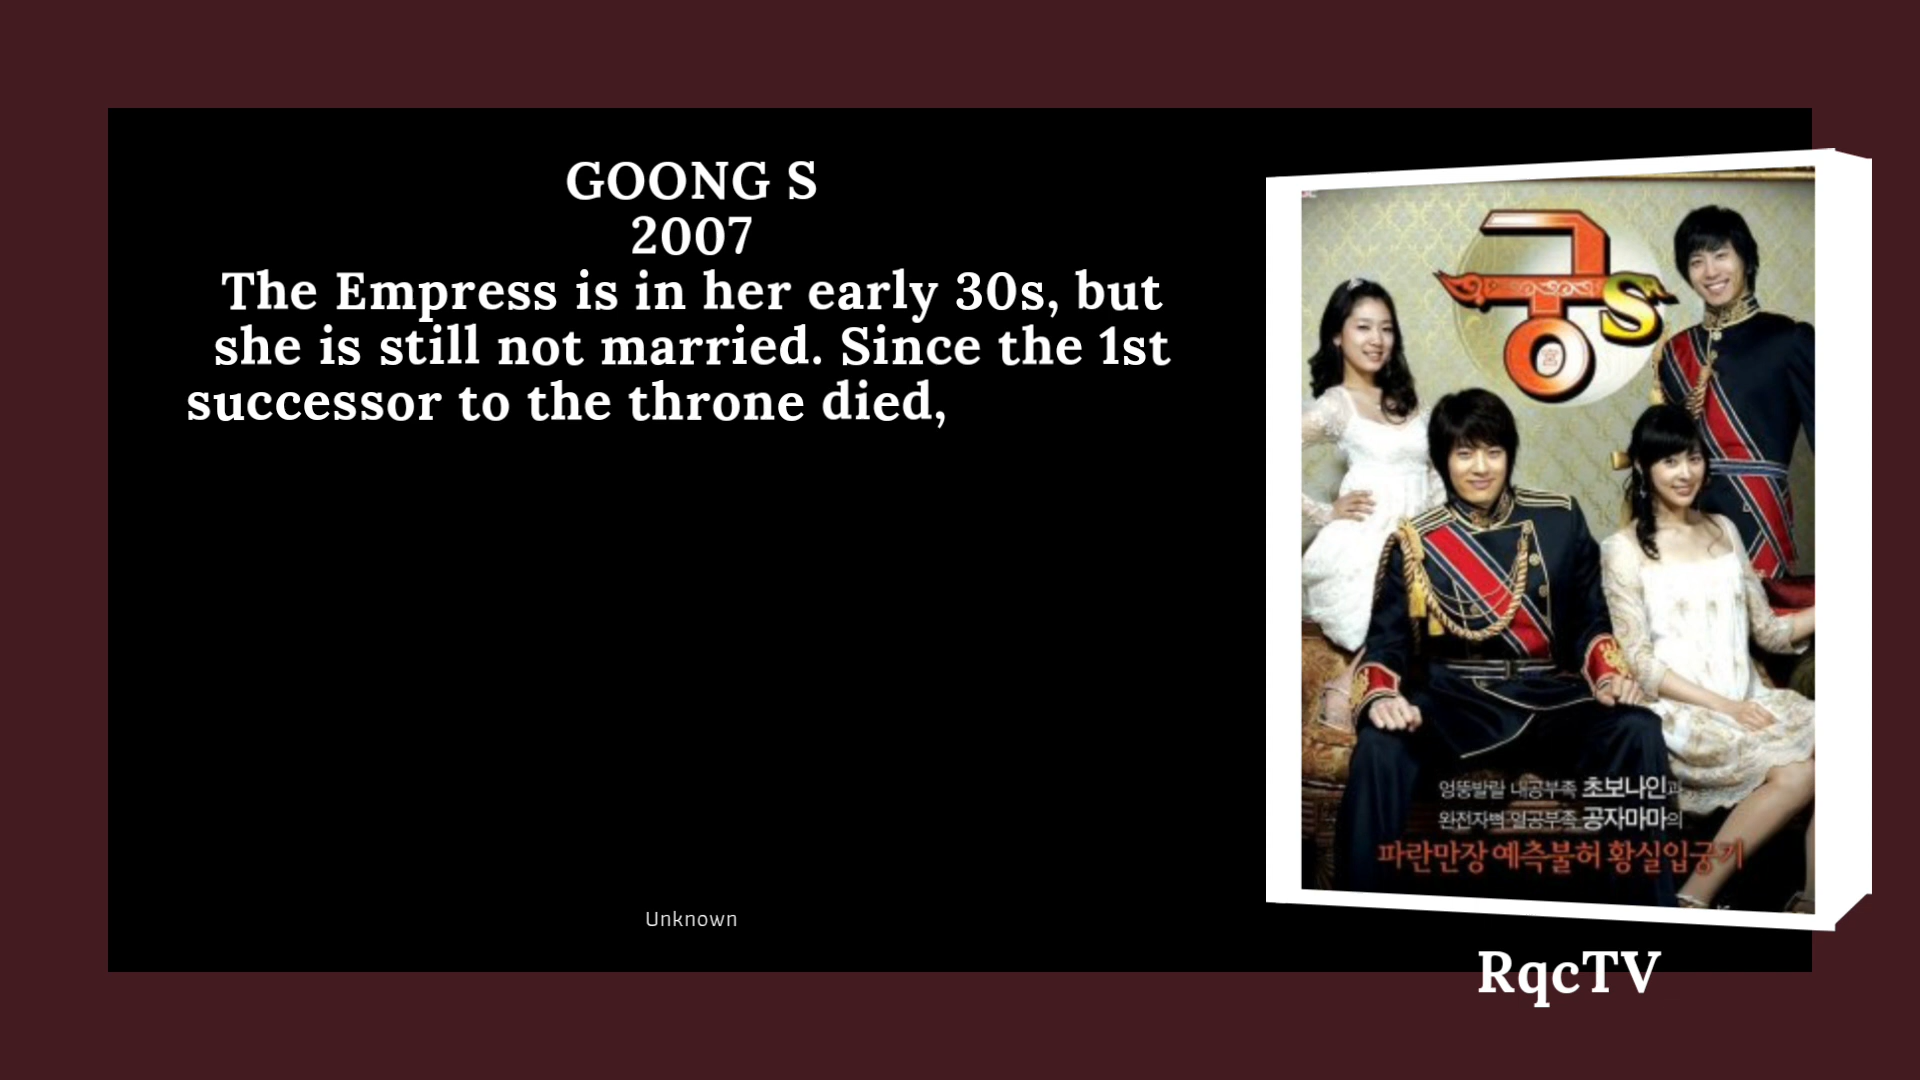 GOONG S
2007
The Empress is in her early 30s, but
she is still not married. Since the 1st
successor to the throne died,
Unknown
궁s
宮
엉뚱발랄 내공부족 초보나인과
완전자뻑 열공부족 공자마마의
파란만장 예측불허 황실입궁기
RqcTV